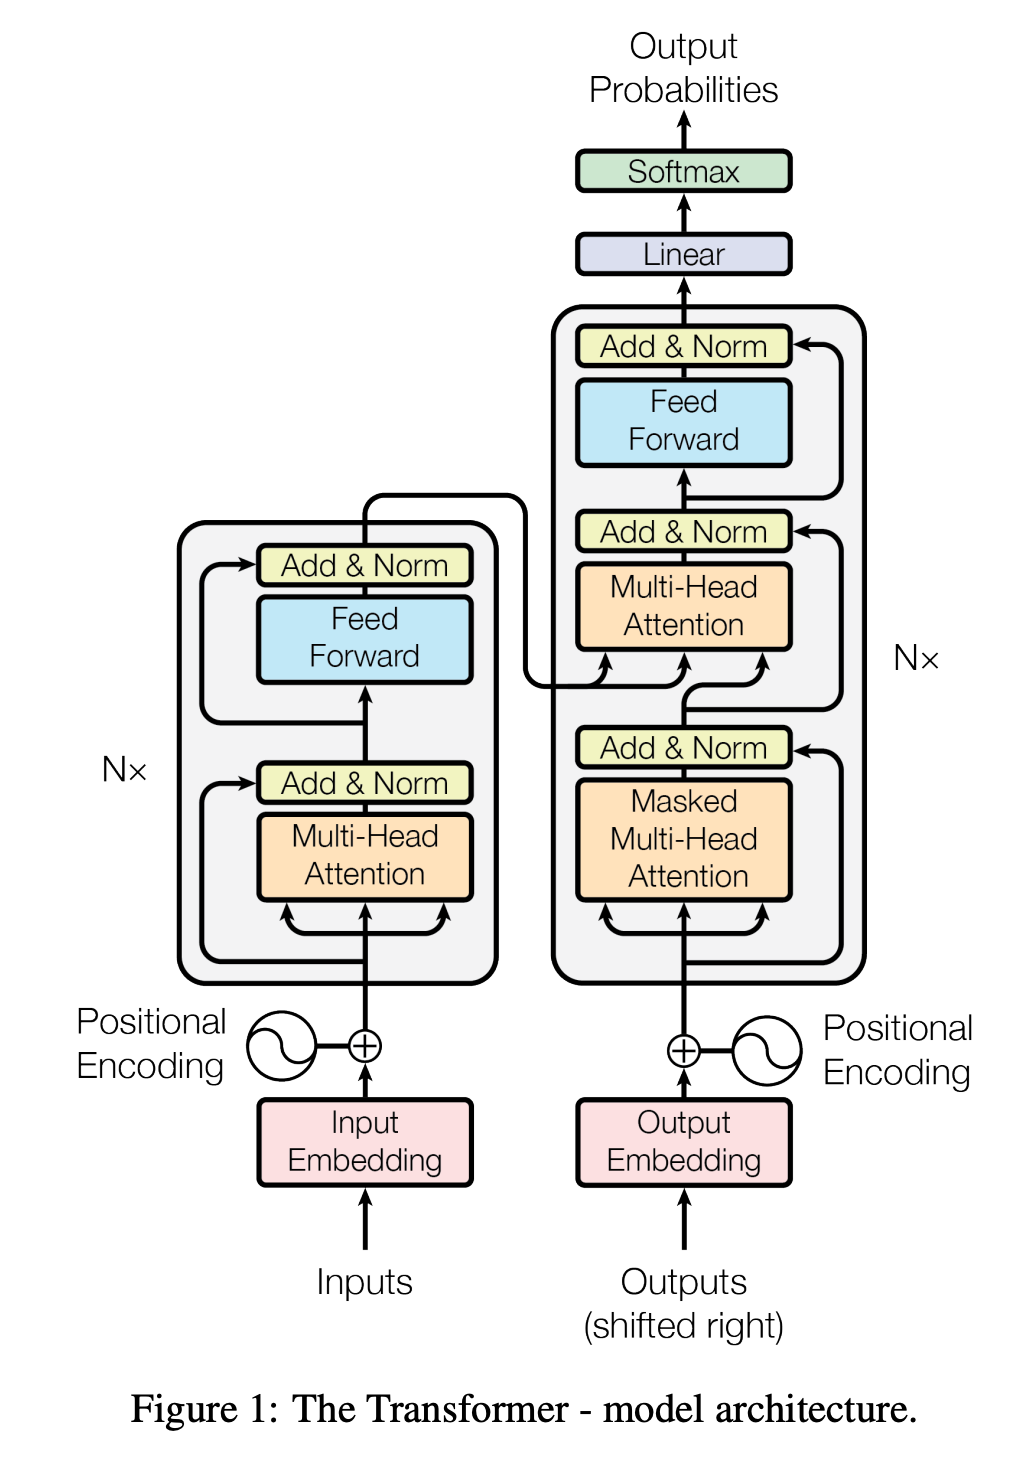 Output
Probabilities
Softmax
Linear
Add & Norm
Feed
Forward
Add & Norm
Multi-Head
Attention
Add & Norm
Masked
Multi-Head
Attention
N×
Add & Norm
Feed
Forward
Add & Norm
Multi-Head
Attention
N×
Positional
Encoding
Positional
Encoding
Input
Embedding
Output
Embedding
Inputs
Outputs
(shifted right)
Figure 1: The Transformer - model architecture.